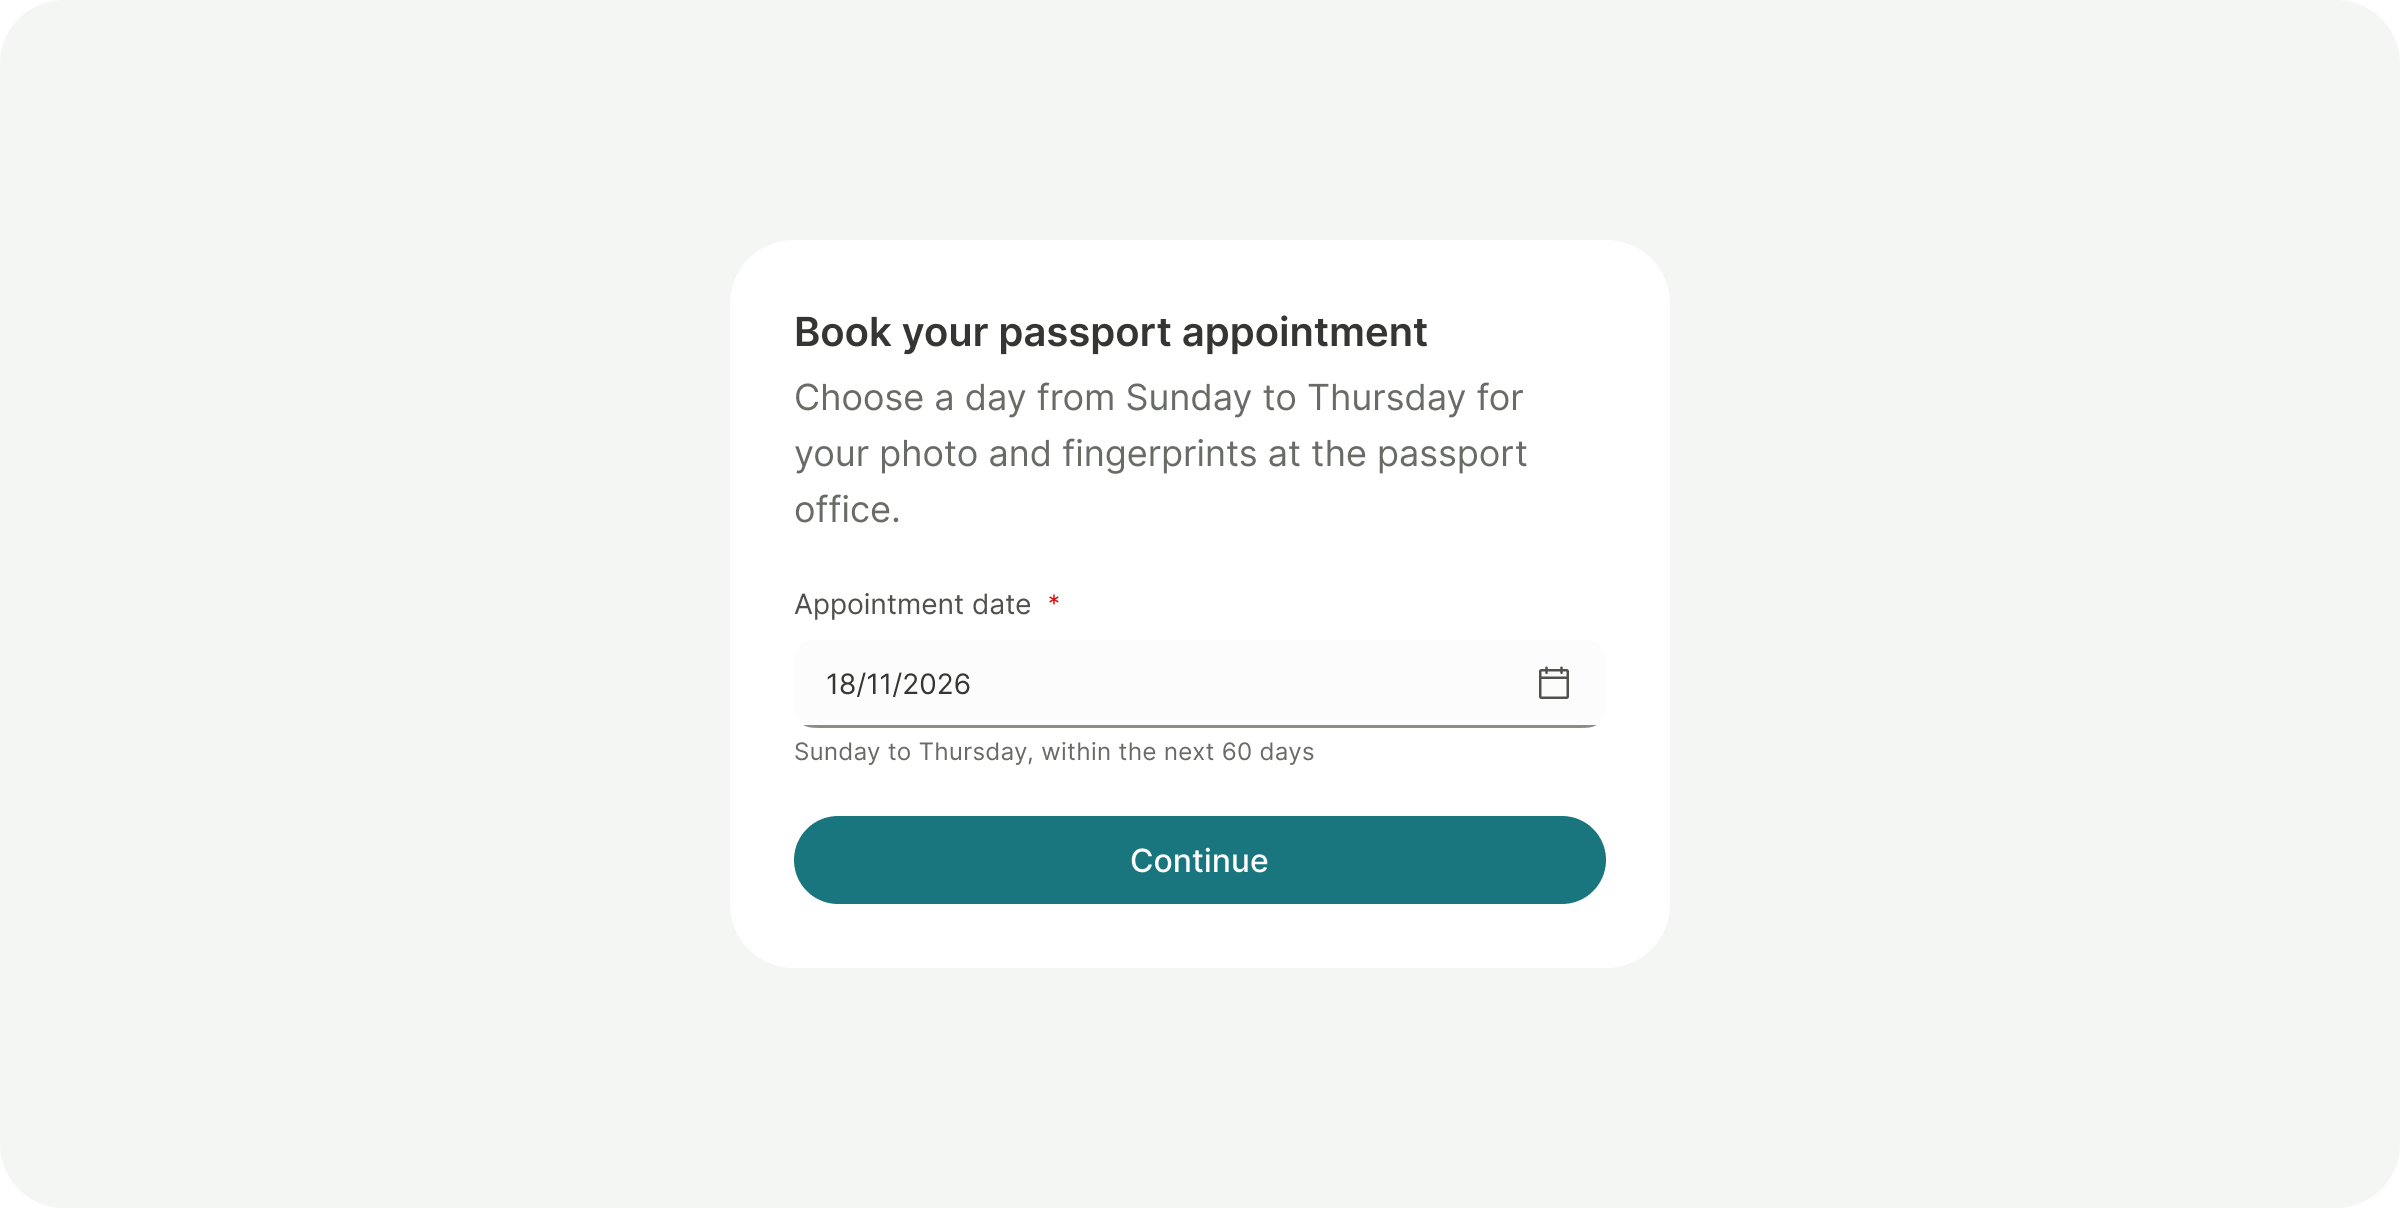 Book your passport appointment
Choose a day from Sunday to Thursday for
your photo and fingerprints at the passport
office.
Appointment date *
18/11/2026
Sunday to Thursday, within the next 60 days
Continue